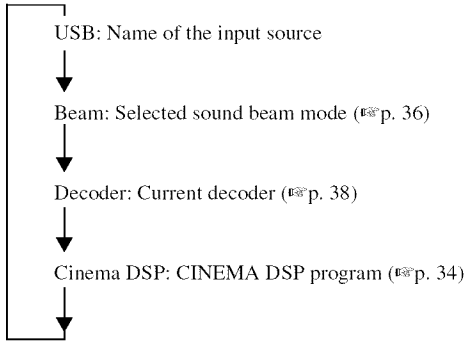 USB: Name of the input source
Beam: Selected sound beam mode (☞p. 36)
Decoder: Current decoder (☞p. 38)
Cinema DSP: CINEMA DSP program (☞p. 34)